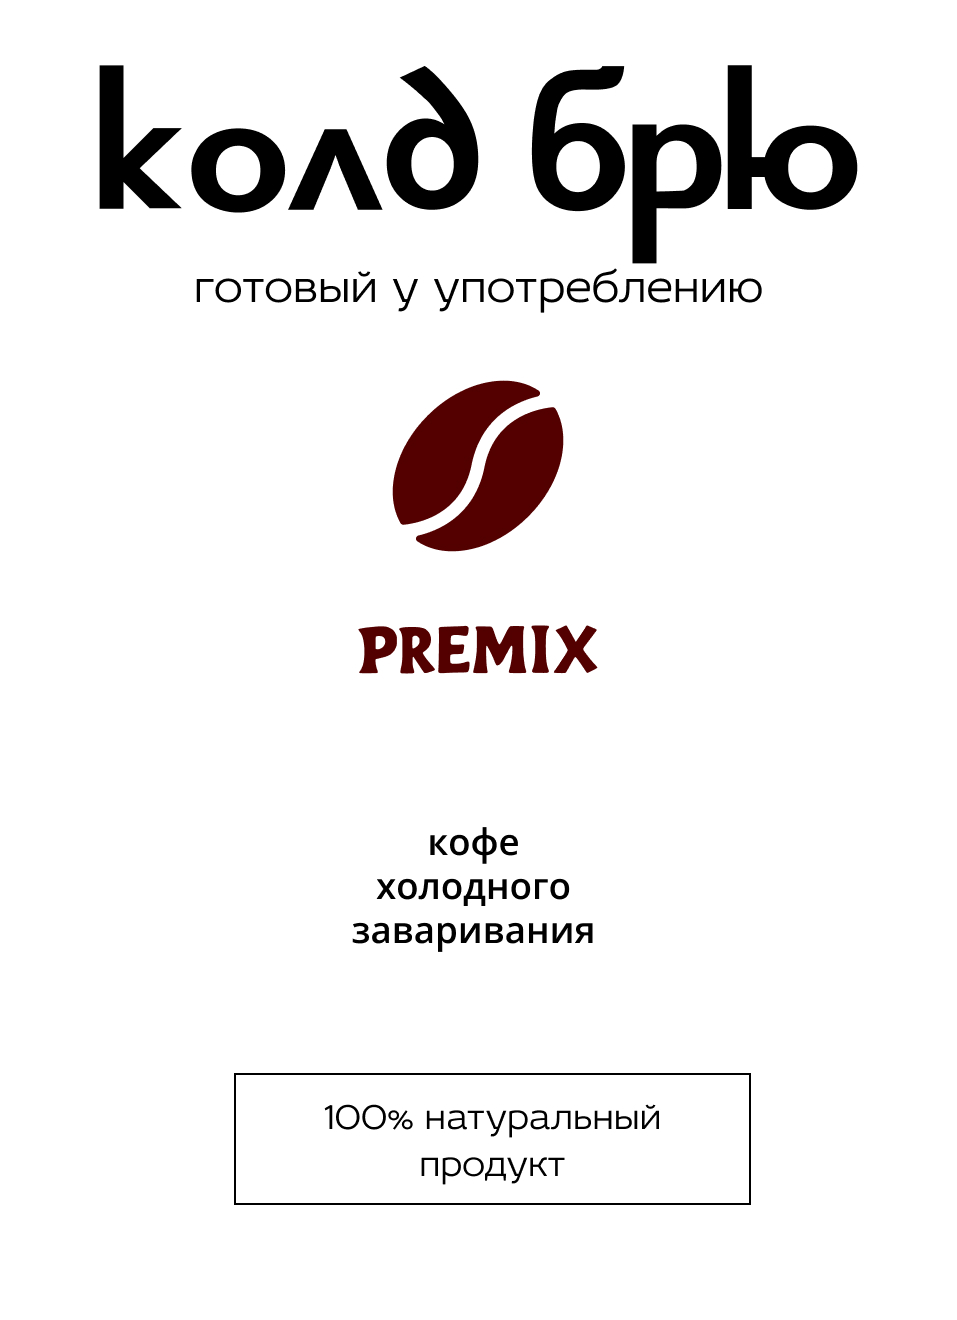 колд брю
готовый у употреблению
PREMIX
кофе
холодного
заваривания
100% натуральный
продукт